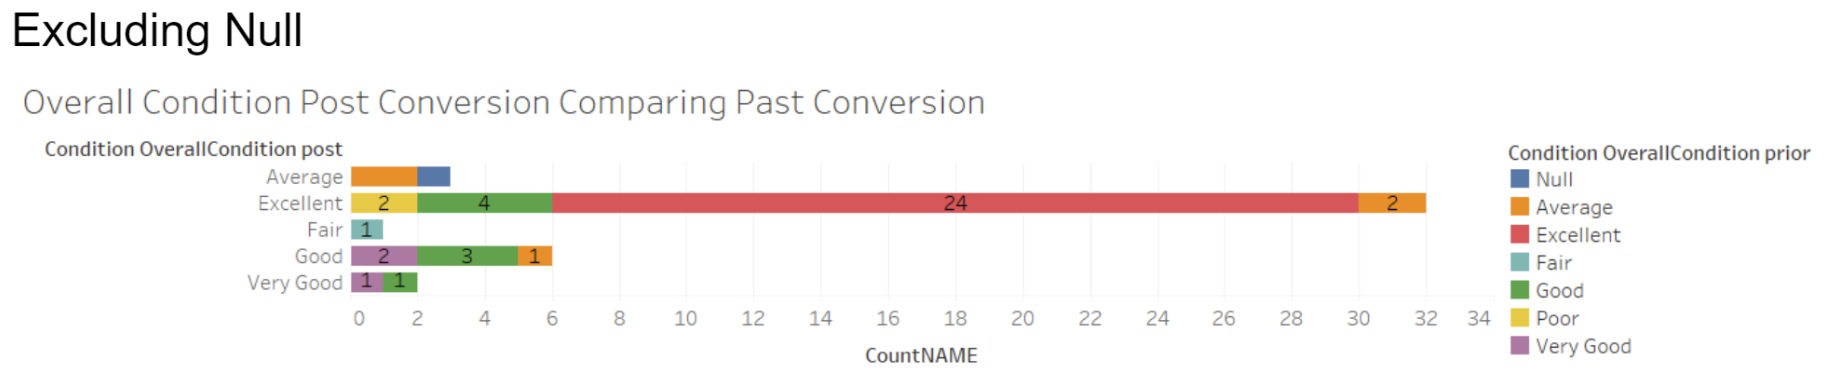 Excluding Null
Overall Condition Post Conversion Comparing Past Conversion
Condition OverallCondition post
Average
Excellent 2 4 24 2
Fair 1
Good 2 3 1
Very Good 1 1
0 2 4 6 8 10 12 14 16 18 20 22 24 26 28 30 32 34
CountNAME
Condition OverallCondition prior
Null
Average
Excellent
Fair
Good
Poor
Very Good